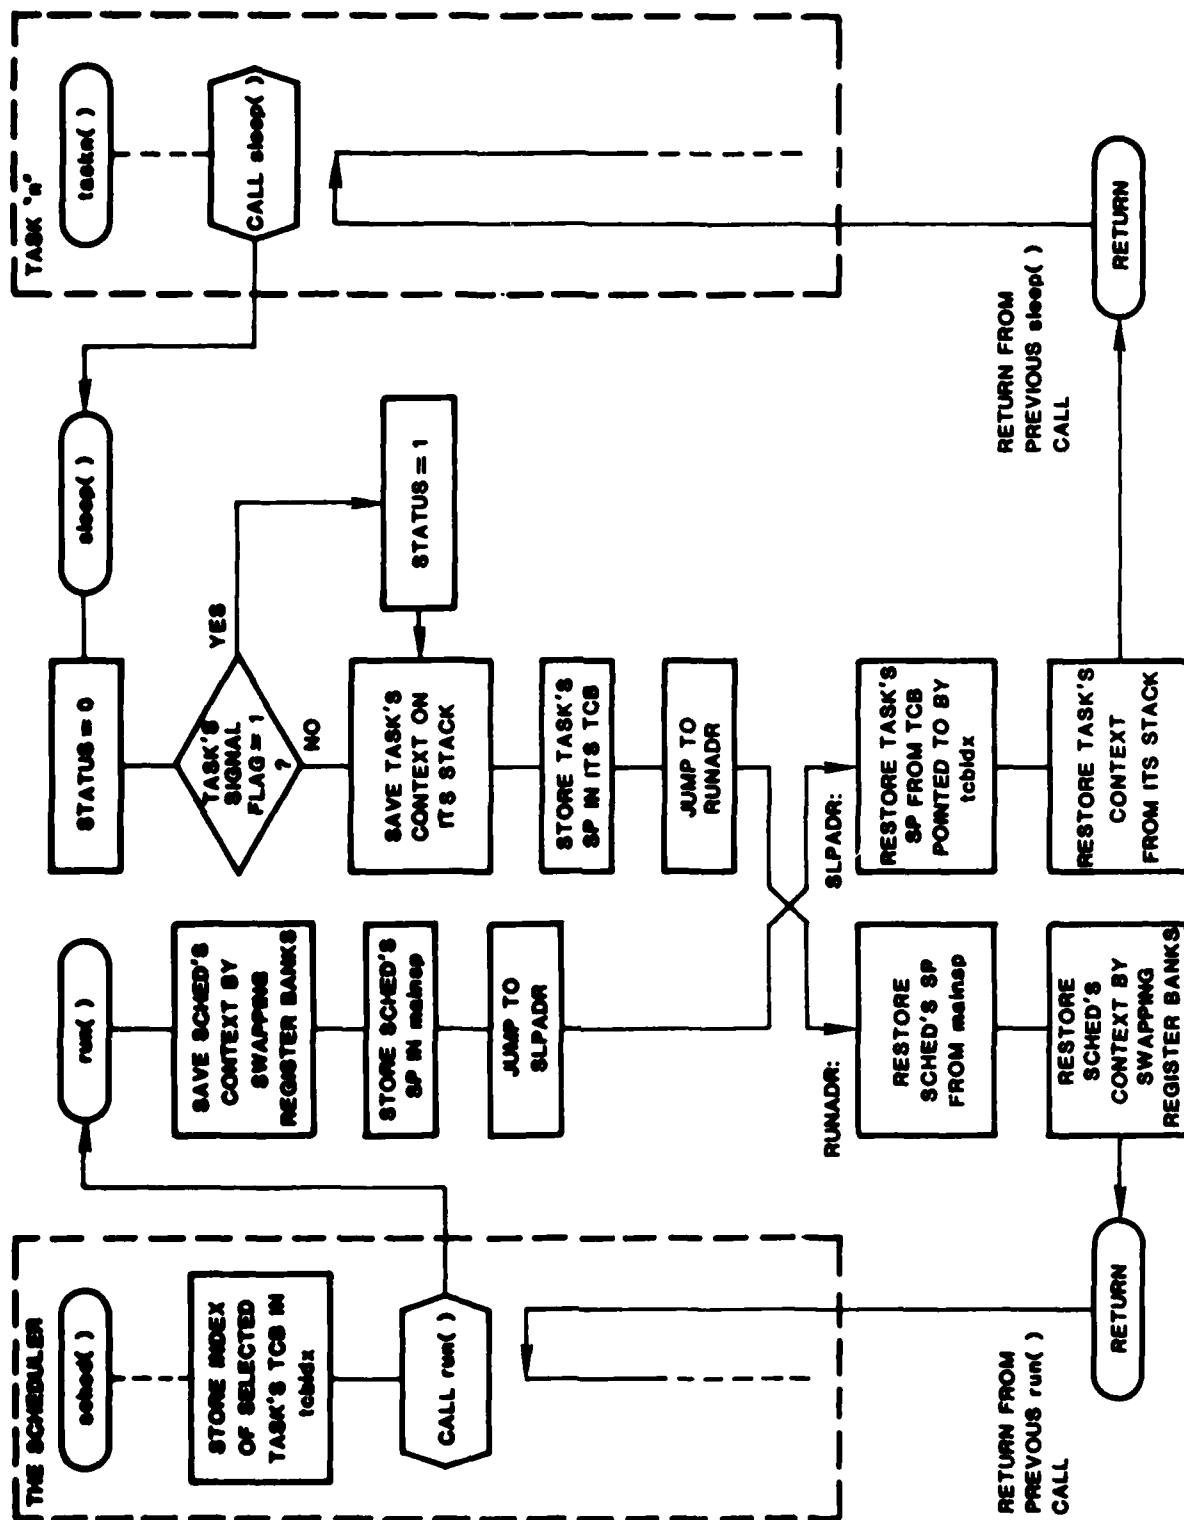 THE SCHEDULER
sched( )
STORE INDEX
OF SELECTED
TASK'S TCB IN
tcbidx
CALL run( )
RETURN FROM
PREVOUS run( )
CALL
RETURN
run( )
SAVE SCHED'S
CONTEXT BY
SWAPPING
REGISTER BANKS
STORE SCHED'S
SP IN mainsp
JUMP TO
SLPADR
RUNADR:
RESTORE
SCHED'S SP
FROM mainsp
RESTORE
SCHED'S
CONTEXT BY
SWAPPING
REGISTER BANKS
STATUS = 0
TASK'S
SIGNAL
FLAG = 1
?
YES
NO
STATUS = 1
SAVE TASK'S
CONTEXT ON
ITS STACK
STORE TASK'S
SP IN ITS TCB
JUMP TO
RUNADR
SLPADR:
RESTORE TASK'S
SP FROM TCB
POINTED TO BY
tcbidx
RESTORE TASK'S
CONTEXT
FROM ITS STACK
sleep( )
RETURN FROM
PREVIOUS sleep( )
CALL
RETURN
TASK 'n'
taskn( )
CALL sleep( )